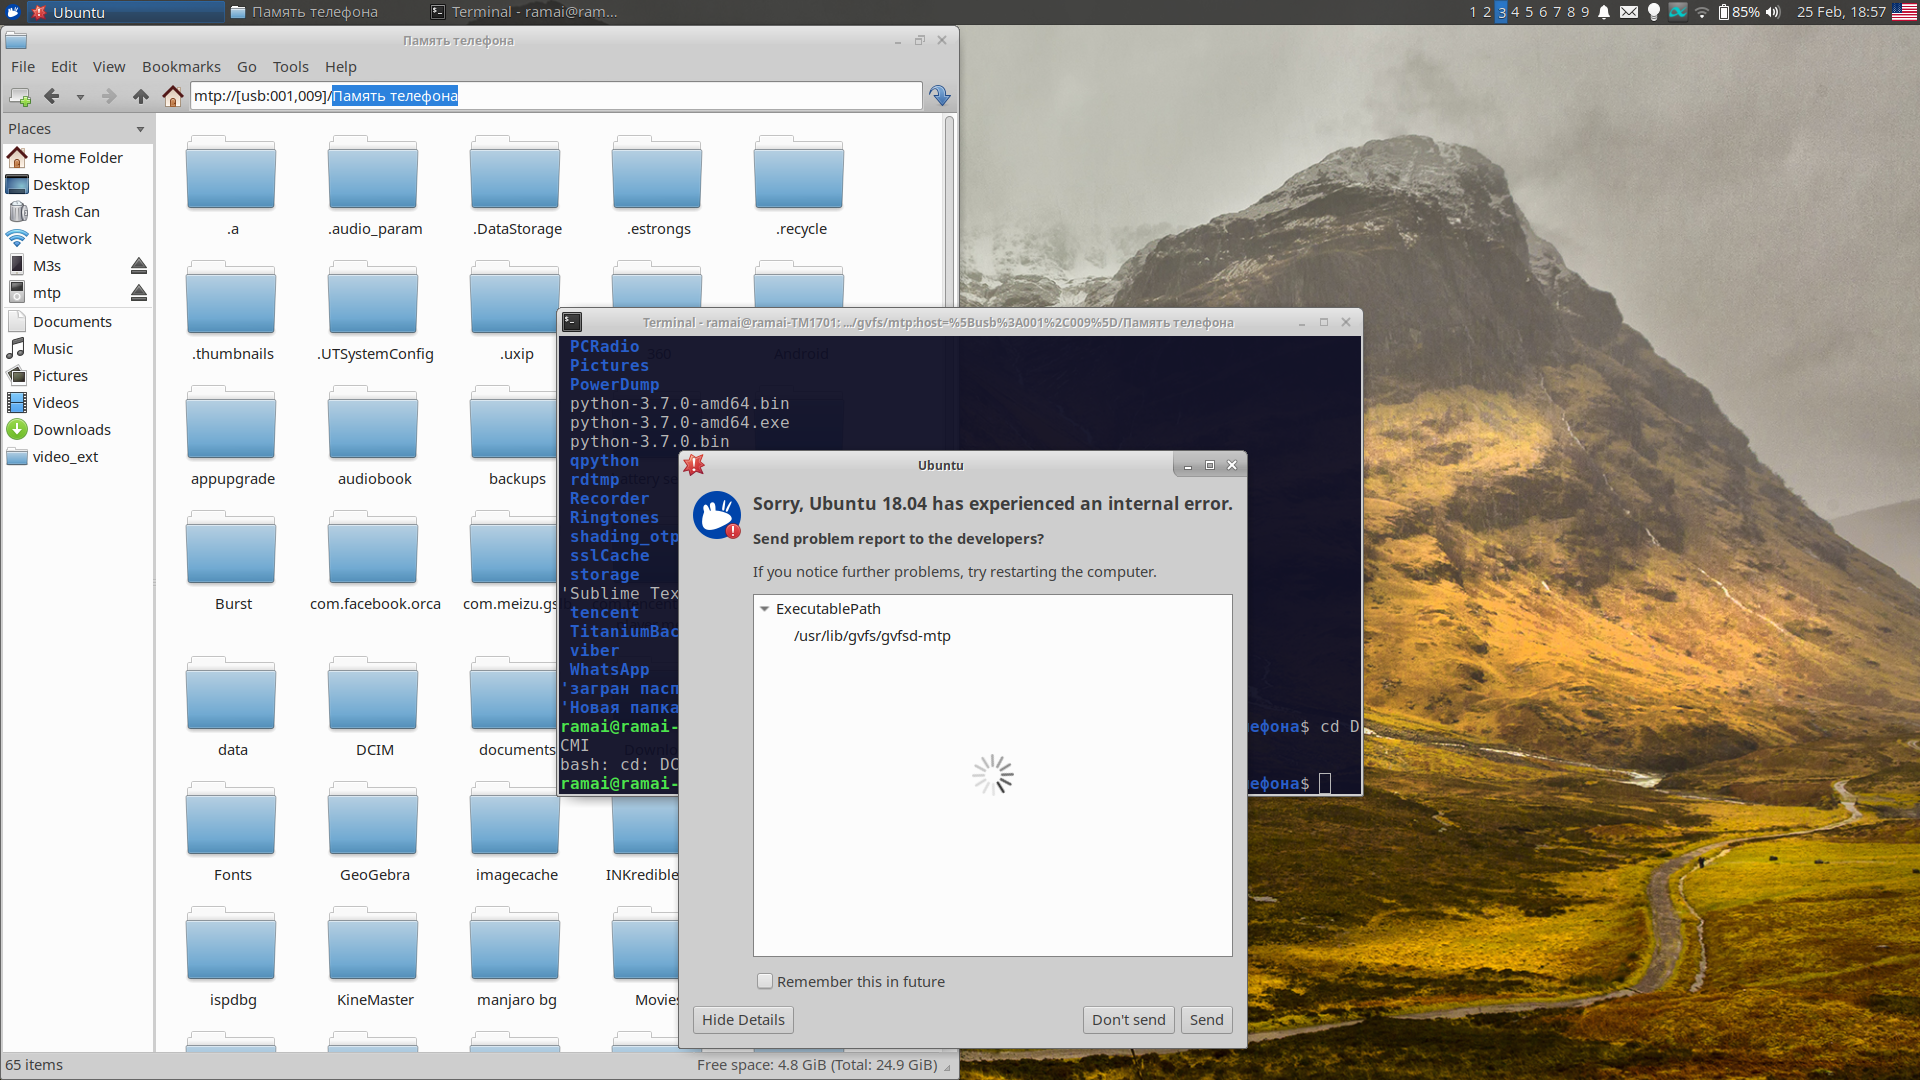 Ubuntu
Память телефона
Terminal - ramai@ram...
1 2 3 4 5 6 7 8 9
85%
25 Feb, 18:57
Память телефона
File Edit View Bookmarks Go Tools Help
mtp://[usb:001,009]/Память телефона
Places
Home Folder
Desktop
Trash Can
Network
M3s
mtp
Documents
Music
Pictures
Videos
Downloads
video_ext
.a
.audio_param
.DataStorage
.estrongs
.recycle
.thumbnails
.UTSystemConfig
.uxip
360
Android
appupgrade
audiobook
backups
Burst
com.facebook.orca
com.meizu.gs
data
DCIM
documents
Fonts
GeoGebra
imagecache
INKredible
ispdbg
KineMaster
manjaro bg
Movies
65 items
Free space: 4.8 GiB (Total: 24.9 GiB)
Terminal - ramai@ramai-TM1701: .../gvfs/mtp:host=%5Busb%3A001%2C009%5D/Память телефона
PCRadio
Pictures
PowerDump
python-3.7.0-amd64.bin
python-3.7.0-amd64.exe
python-3.7.0.bin
qpython
rdtmp
Recorder
Ringtones
shading_otp
sslCache
storage
'Sublime Tex
tencent
TitaniumBac
viber
WhatsApp
'загран пасп
'Новая папка
ramai@ramai- лефона$ cd D
CMI
bash: cd: DC
ramai@ramai- лефона$
Ubuntu
Sorry, Ubuntu 18.04 has experienced an internal error.
Send problem report to the developers?
If you notice further problems, try restarting the computer.
ExecutablePath
/usr/lib/gvfs/gvfsd-mtp
Remember this in future
Hide Details
Don't send
Send